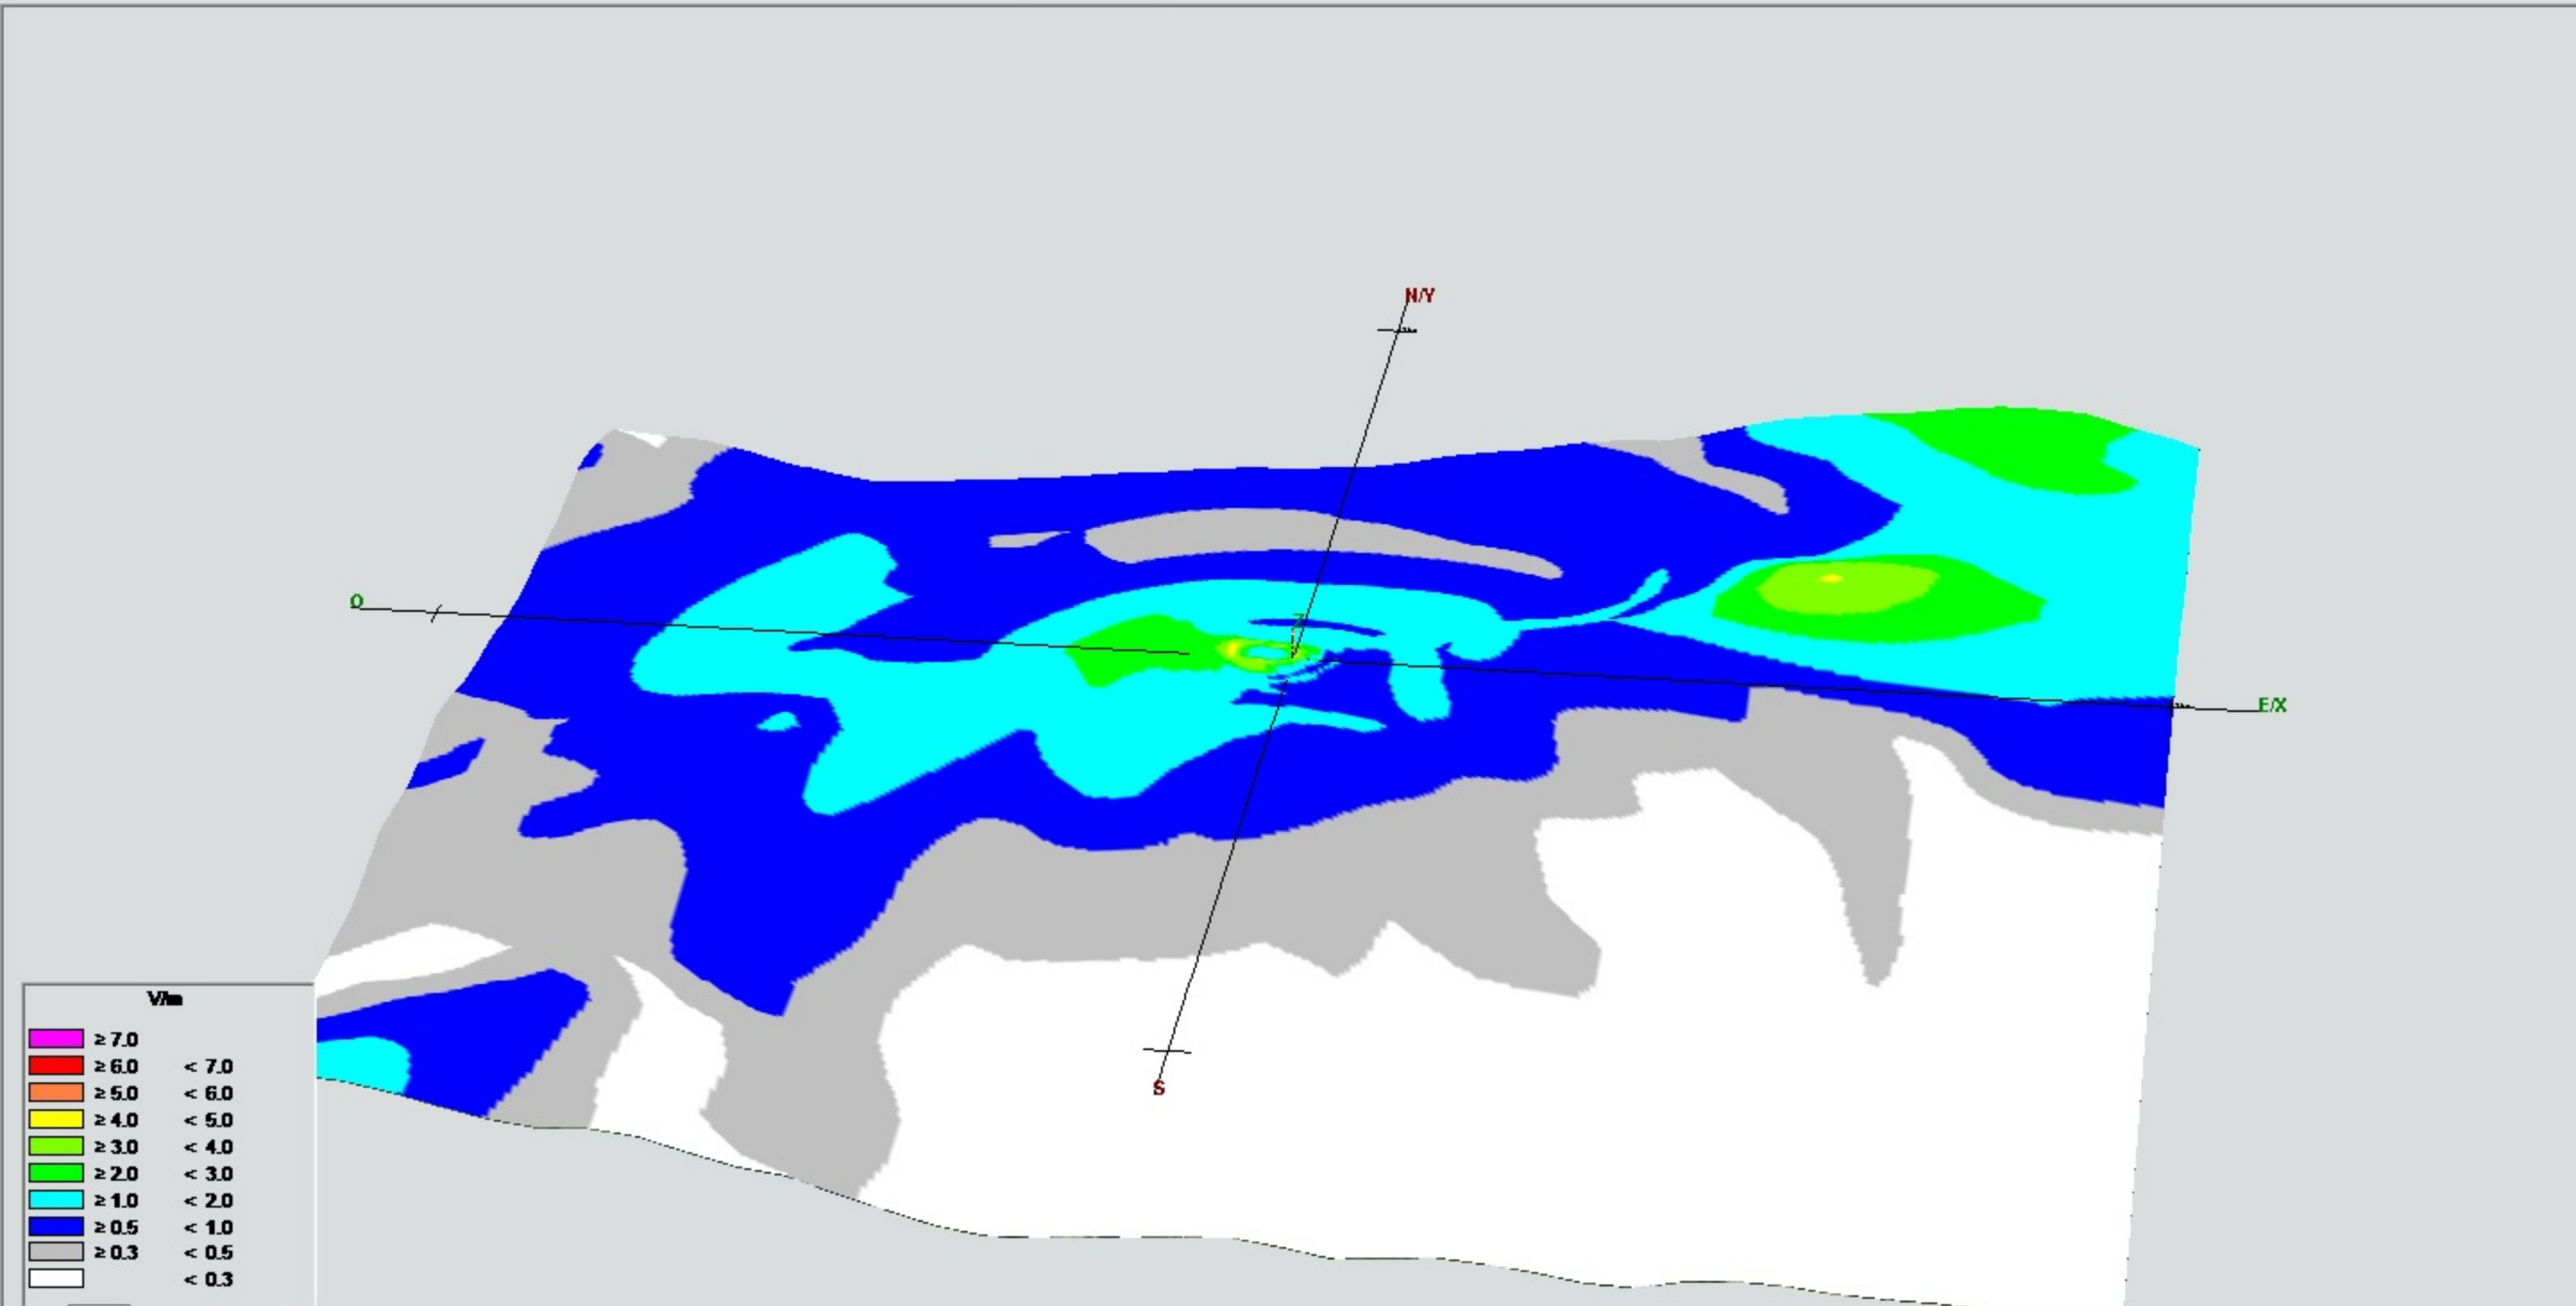 N/Y
O
Z
E/X
S
V/m
≥ 7.0
≥ 6.0 < 7.0
≥ 5.0 < 6.0
≥ 4.0 < 5.0
≥ 3.0 < 4.0
≥ 2.0 < 3.0
≥ 1.0 < 2.0
≥ 0.5 < 1.0
≥ 0.3 < 0.5
< 0.3